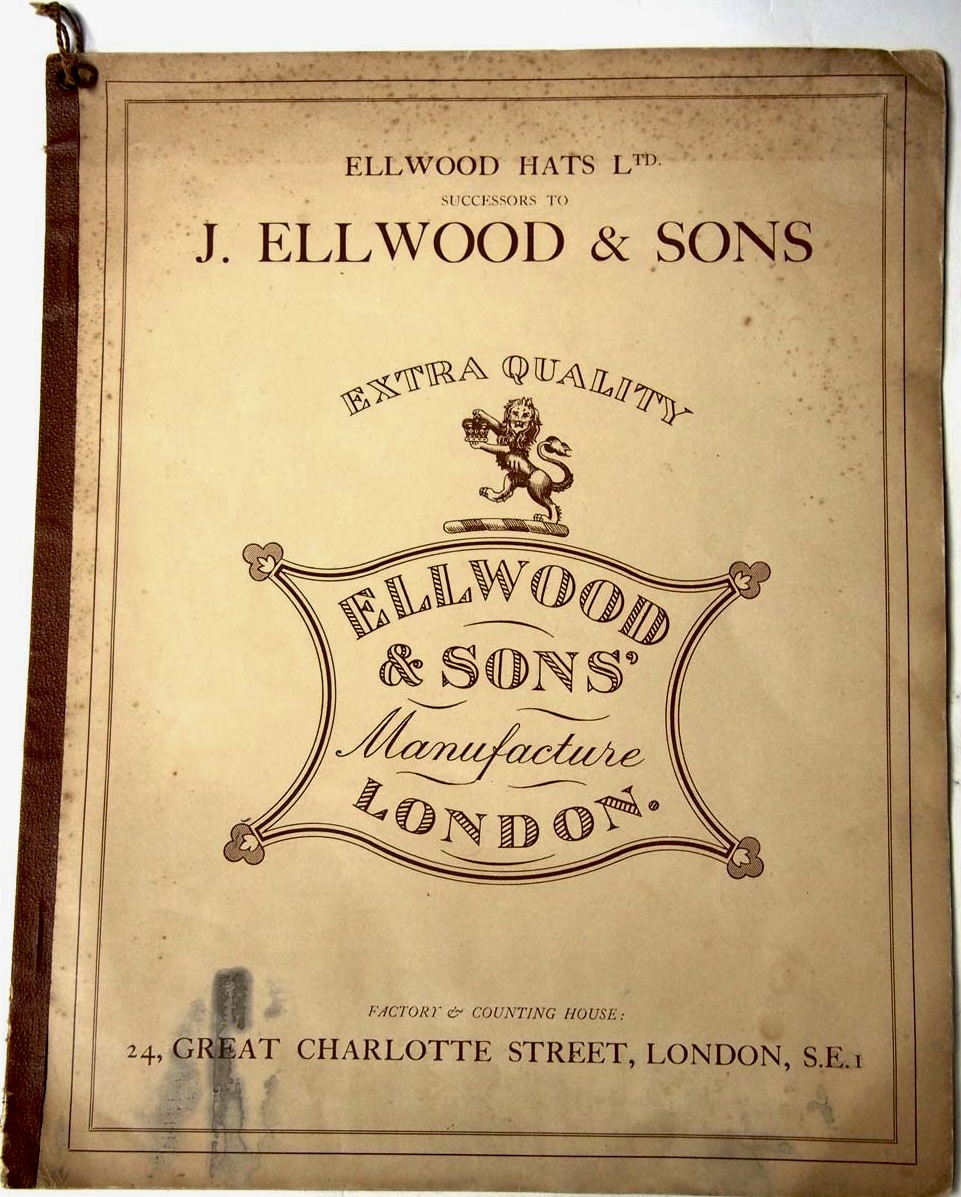 ELLWOOD HATS LTD.
SUCCESSORS TO
J. ELLWOOD & SONS
EXTRA QUALITY
ELLWOOD
& SONS'
Manufacture
LONDON.
FACTORY & COUNTING HOUSE:
24, GREAT CHARLOTTE STREET, LONDON, S.E.1